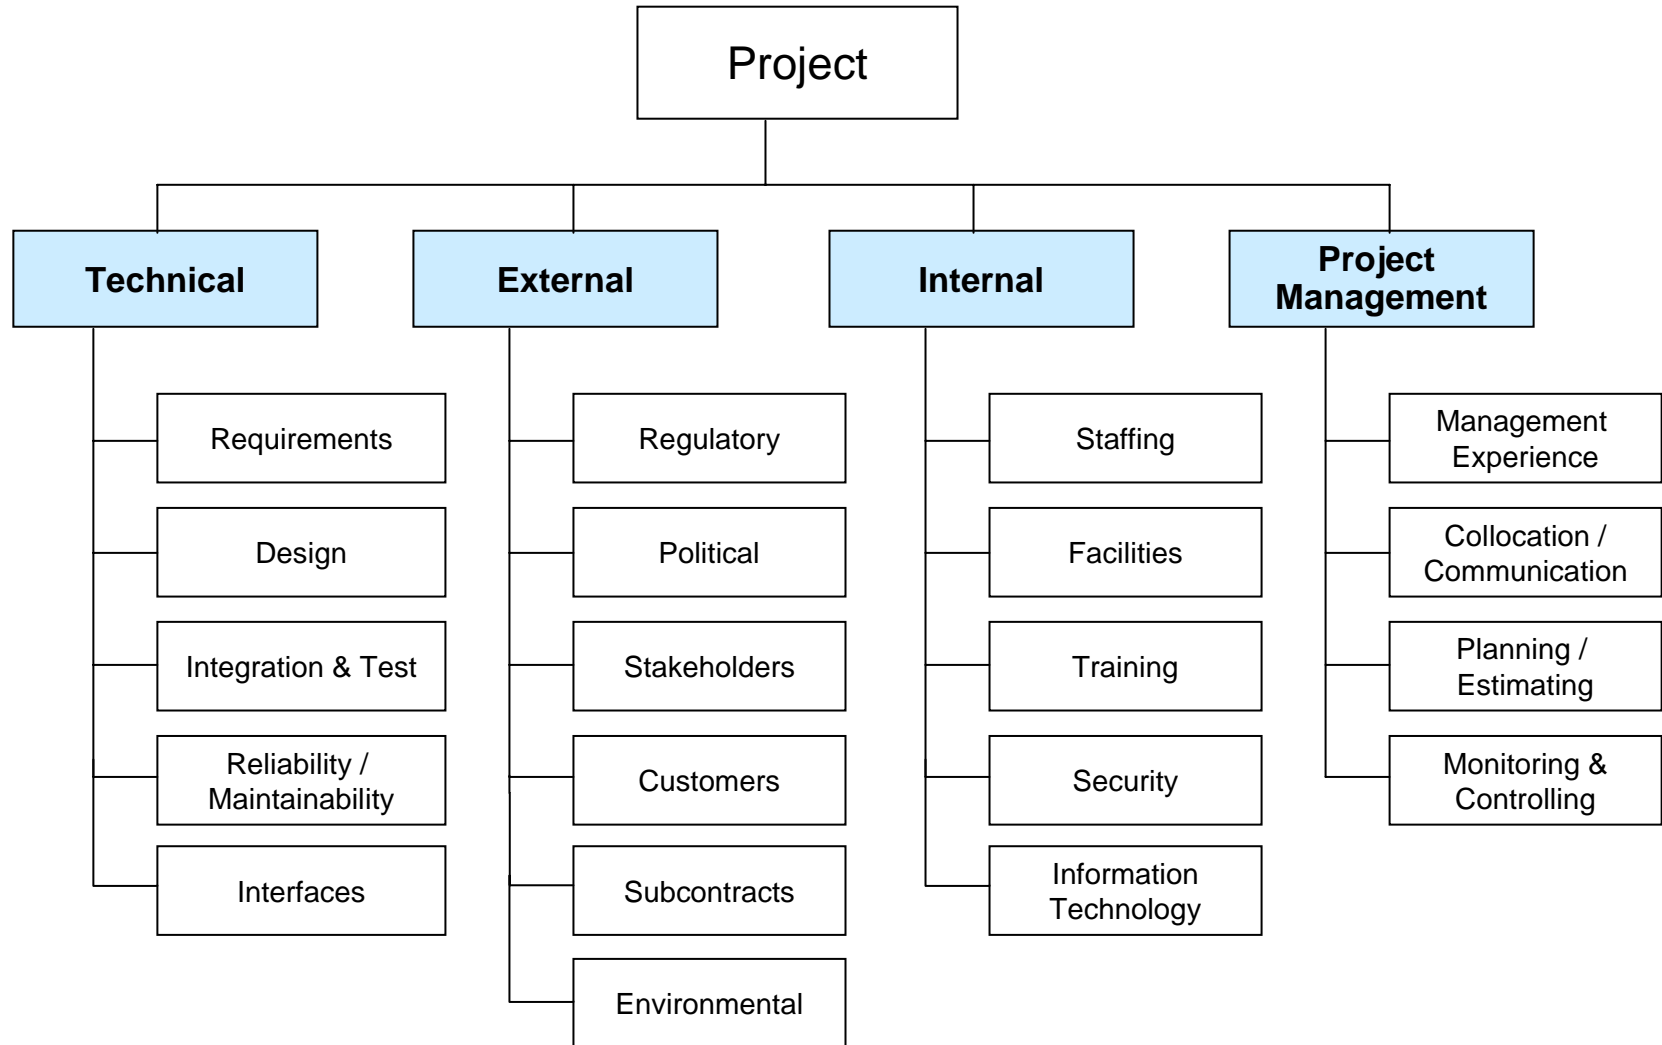 Project
Technical
External
Internal
Project
Management
Requirements
Design
Integration & Test
Reliability /
Maintainability
Interfaces
Regulatory
Political
Stakeholders
Customers
Subcontracts
Environmental
Staffing
Facilities
Training
Security
Information
Technology
Management
Experience
Collocation /
Communication
Planning /
Estimating
Monitoring &
Controlling